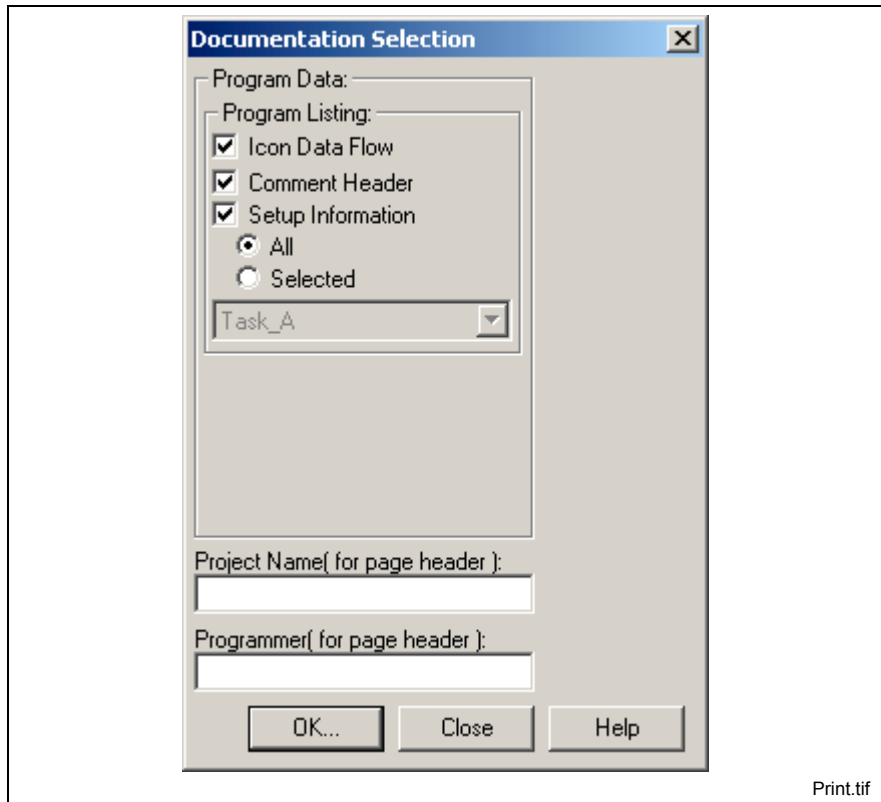 Documentation Selection
Program Data:
Program Listing:
Icon Data Flow
Comment Header
Setup Information
All
Selected
Task_A
Project Name( for page header ):
Programmer( for page header ):
OK... Close Help
Print.tif